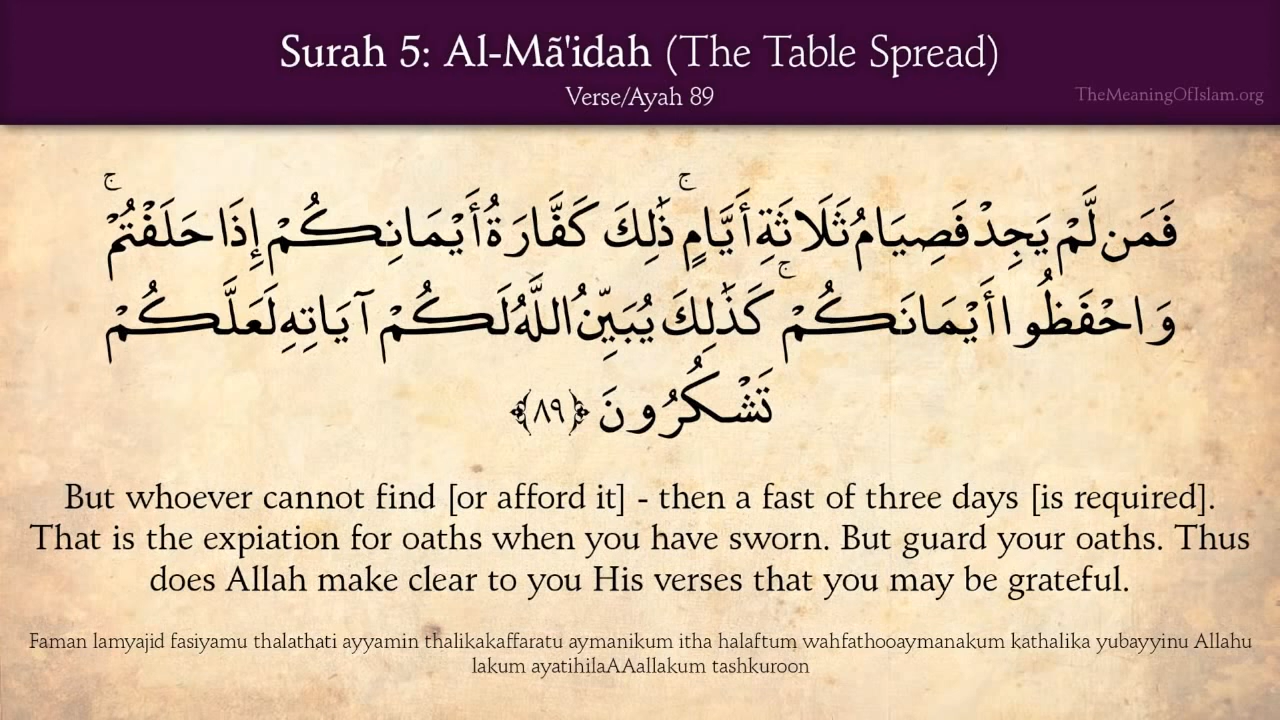 Surah 5: Al-Mã'idah (The Table Spread)
Verse/Ayah 89
TheMeaningOfIslam.org
فَمَن لَّمْ يَجِدْ فَصِيَامُ ثَلَاثَةِ أَيَّامٍ ۚ ذَٰلِكَ كَفَّارَةُ أَيْمَانِكُمْ إِذَا حَلَفْتُمْ ۚ
وَاحْفَظُوا أَيْمَانَكُمْ ۚ كَذَٰلِكَ يُبَيِّنُ اللَّهُ لَكُمْ آيَاتِهِ لَعَلَّكُمْ
تَشْكُرُونَ ﴿٨٩﴾
But whoever cannot find [or afford it] - then a fast of three days [is required].
That is the expiation for oaths when you have sworn. But guard your oaths. Thus
does Allah make clear to you His verses that you may be grateful.
Faman lamyajid fasiyamu thalathati ayyamin thalikakaffaratu aymanikum itha halaftum wahfathooaymanakum kathalika yubayyinu Allahu
lakum ayatihilaAAallakum tashkuroon